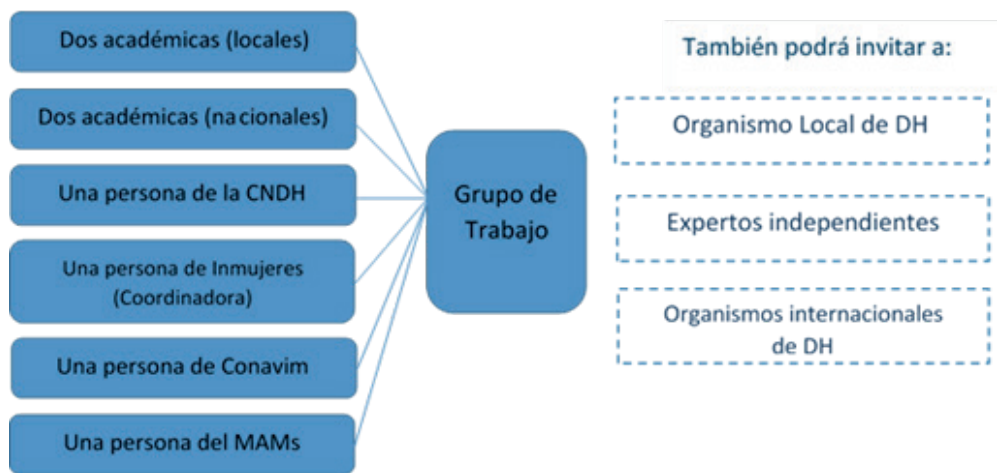 Dos académicas (locales)
Dos académicas (nacionales)
Una persona de la CNDH
Una persona de Inmujeres
(Coordinadora)
Una persona de Conavim
Una persona del MAMs
Grupo de
Trabajo
También podrá invitar a:
Organismo Local de DH
Expertos independientes
Organismos internacionales
de DH